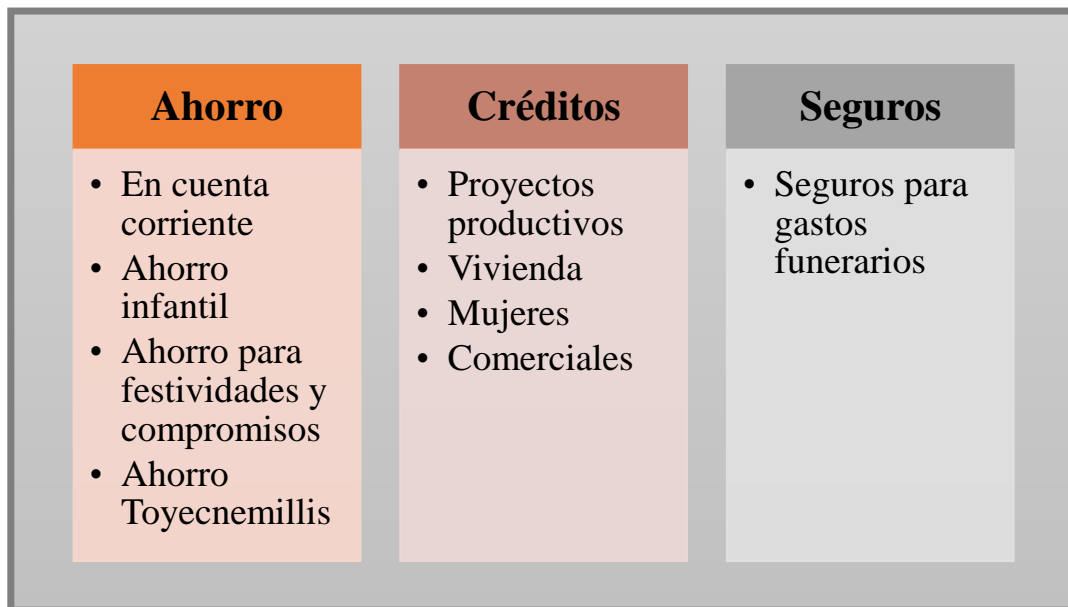 Ahorro
• En cuenta
corriente
• Ahorro
infantil
• Ahorro para
festividades y
compromisos
• Ahorro
Toyecnemillis
Créditos
• Proyectos
productivos
• Vivienda
• Mujeres
• Comerciales
Seguros
• Seguros para
gastos
funerarios